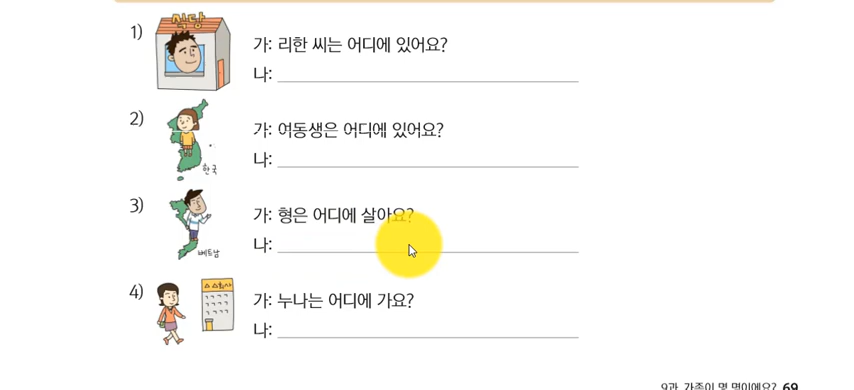 식당
1)
가: 리한 씨는 어디에 있어요?
나:
2)
한국
가: 여동생은 어디에 있어요?
나:
3)
베트남
가: 형은 어디에 살아요?
나:
4)
회사
가: 누나는 어디에 가요?
나:
9과 가족이 몇 명이에요? 69